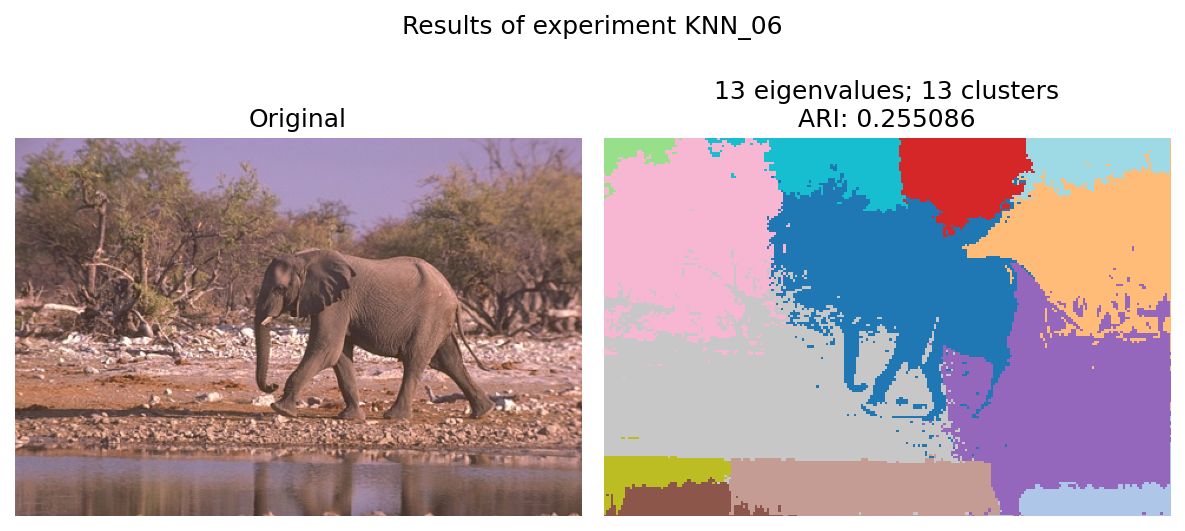 Results of experiment KNN_06
Original
13 eigenvalues; 13 clusters
ARI: 0.255086